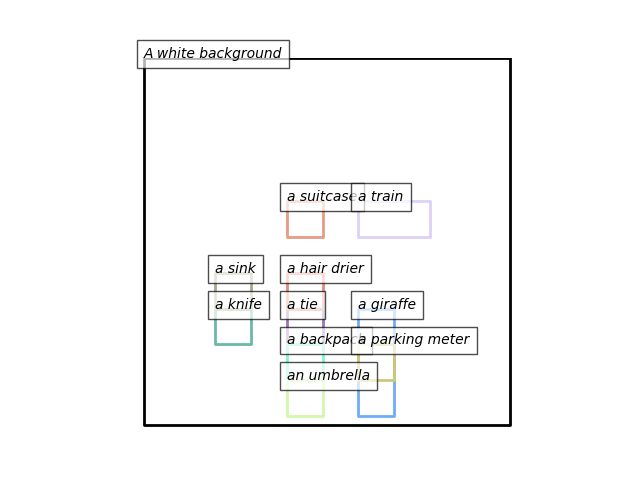 A white background
a suitcase
a train
a sink
a hair drier
a knife
a tie
a giraffe
a backpack
a parking meter
an umbrella